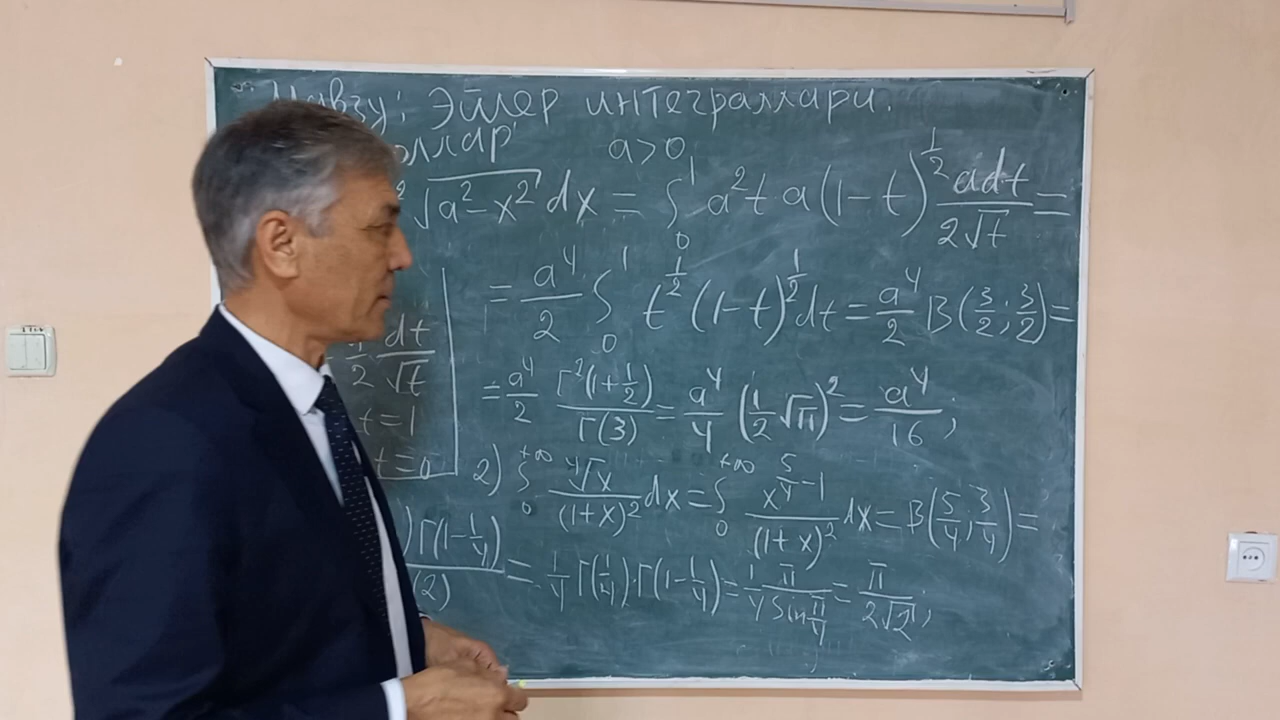 Мавзу: Эйлер интеграллари.
a>0
√(a²-x²) dx = ∫₀¹ a²t a(1-t)^(1/2) adt/(2√t) =
= a⁴/2 ∫₀¹ t^(1/2) (1-t)^(1/2) dt = a⁴/2 B(3/2; 3/2) =
1/2 dt/√t
= a⁴/2 Γ²(1+1/2)/Γ(3) = a⁴/4 (1/2 √π)² = a⁴/16;
t=1
t=0
2) ∫₀^(+∞) ⁴√x/(1+x)² dx = ∫₀^(+∞) x^(5/4-1)/(1+x)² dx = B(5/4; 3/4) =
)Γ(1-1/4)/(2) = 1/4 Γ(1/4)·Γ(1-1/4) = 1/4 π/sin π/4 = π/(2√2);